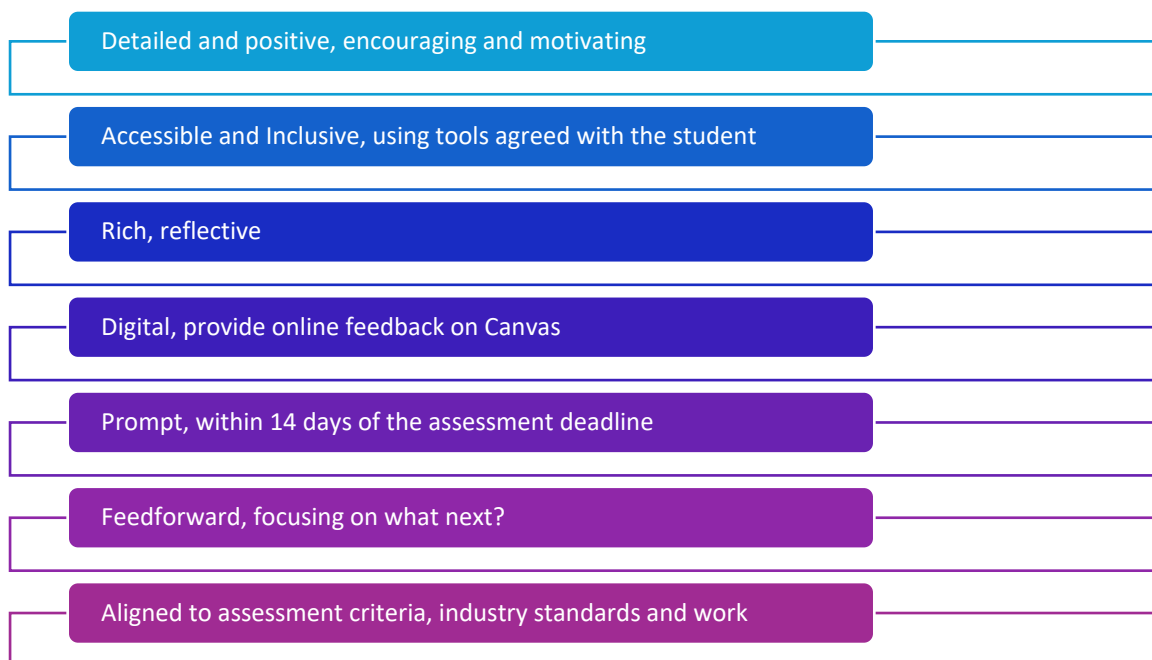 Detailed and positive, encouraging and motivating
Accessible and Inclusive, using tools agreed with the student
Rich, reflective
Digital, provide online feedback on Canvas
Prompt, within 14 days of the assessment deadline
Feedforward, focusing on what next?
Aligned to assessment criteria, industry standards and work